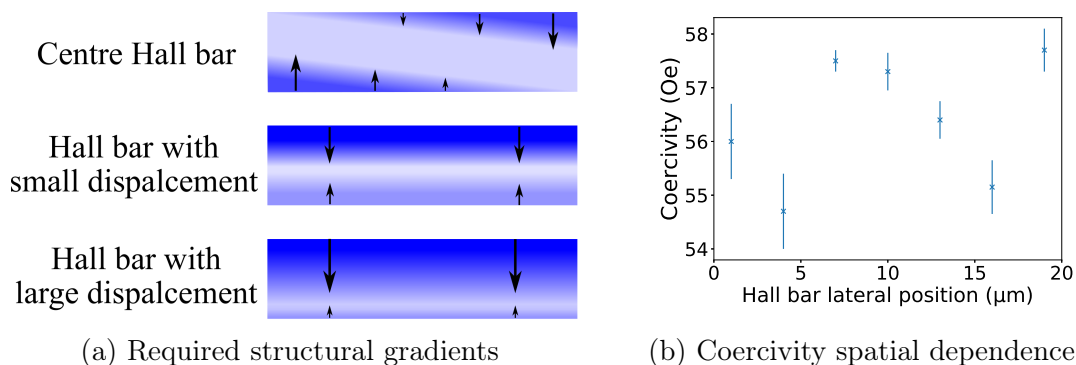 Centre Hall bar
Hall bar with
small dispalcement
Hall bar with
large dispalcement
(a) Required structural gradients
Coercivity (Oe)
58
57
56
55
54
0
5
10
15
20
Hall bar lateral position (μm)
(b) Coercivity spatial dependence